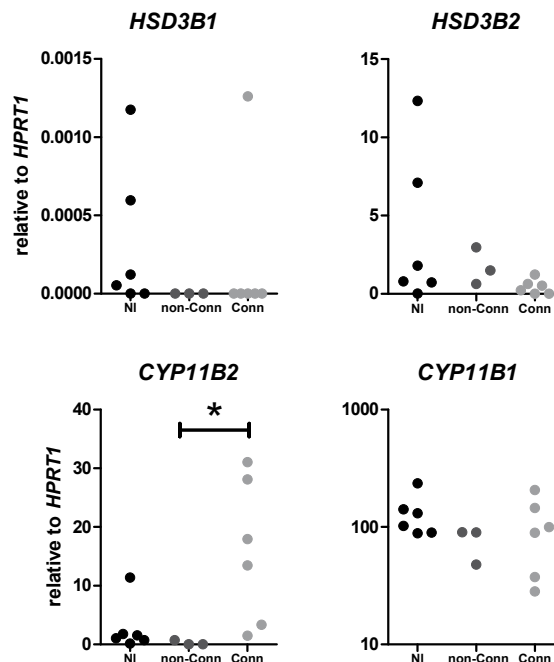 HSD3B1
HSD3B2
relative to HPRT1
0.0015
0.0010
0.0005
0.0000
NI non-Conn Conn
15
10
5
0
NI non-Conn Conn
CYP11B2
CYP11B1
relative to HPRT1
40
30
20
10
0
*
NI non-Conn Conn
1000
100
10
NI non-Conn Conn